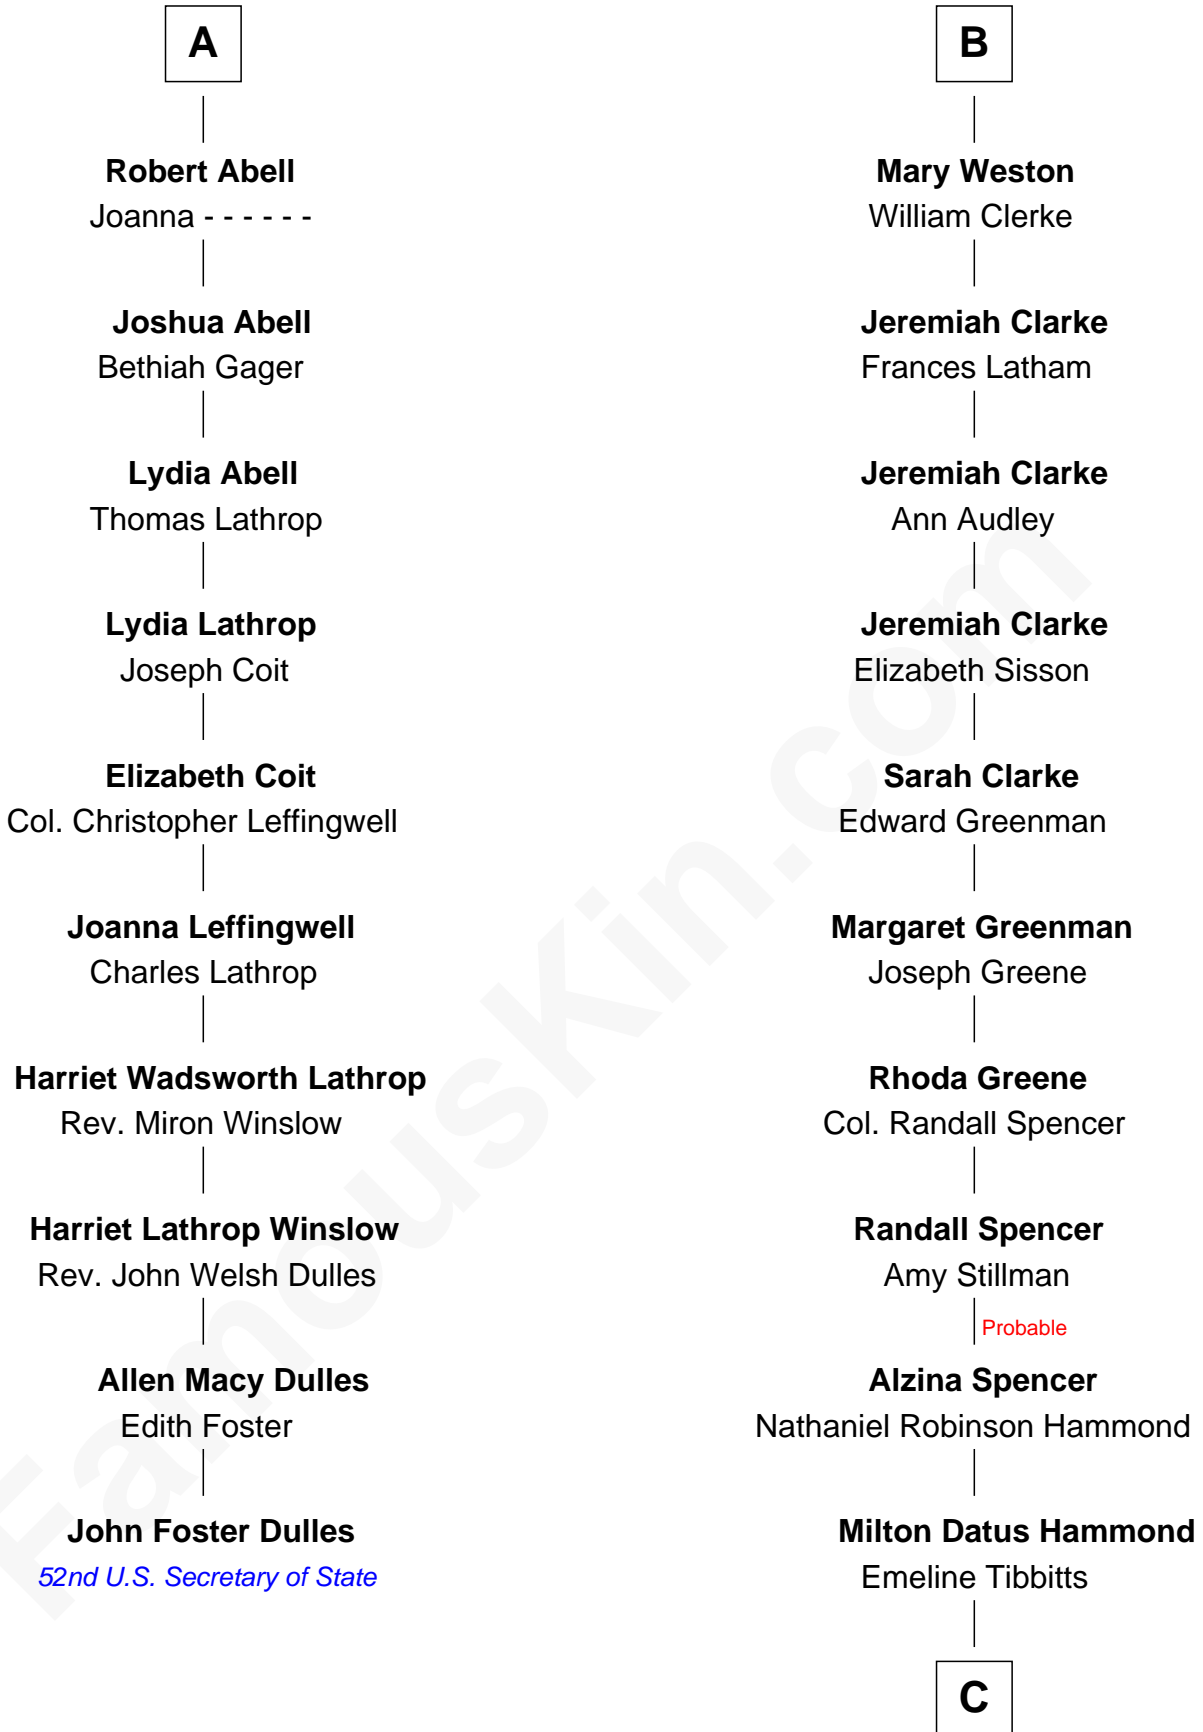 A
Robert Abell
Joanna - - - - - -
Joshua Abell
Bethiah Gager
Lydia Abell
Thomas Lathrop
Lydia Lathrop
Joseph Coit
Elizabeth Coit
Col. Christopher Leffingwell
Joanna Leffingwell
Charles Lathrop
Harriet Wadsworth Lathrop
Rev. Miron Winslow
Harriet Lathrop Winslow
Rev. John Welsh Dulles
Allen Macy Dulles
Edith Foster
John Foster Dulles
52nd U.S. Secretary of State
B
Mary Weston
William Clerke
Jeremiah Clarke
Frances Latham
Jeremiah Clarke
Ann Audley
Jeremiah Clarke
Elizabeth Sisson
Sarah Clarke
Edward Greenman
Margaret Greenman
Joseph Greene
Rhoda Greene
Col. Randall Spencer
Randall Spencer
Amy Stillman
Probable
Alzina Spencer
Nathaniel Robinson Hammond
Milton Datus Hammond
Emeline Tibbitts
C
FamousKin.com